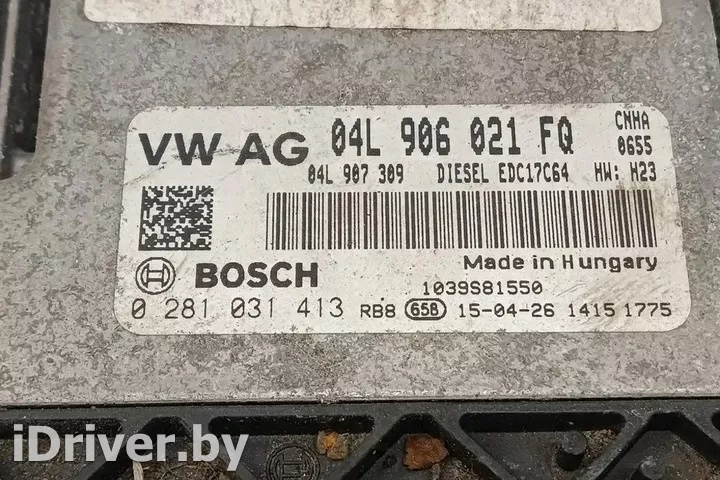 VW AG 04L 906 021 FQ CNHA
0655
04L 907 309 DIESEL EDC17C64 HW: H23
BOSCH Made in Hungary
1039S81550
0 281 031 413 RB8 658 15-04-26 1415 1775
iDriver.by